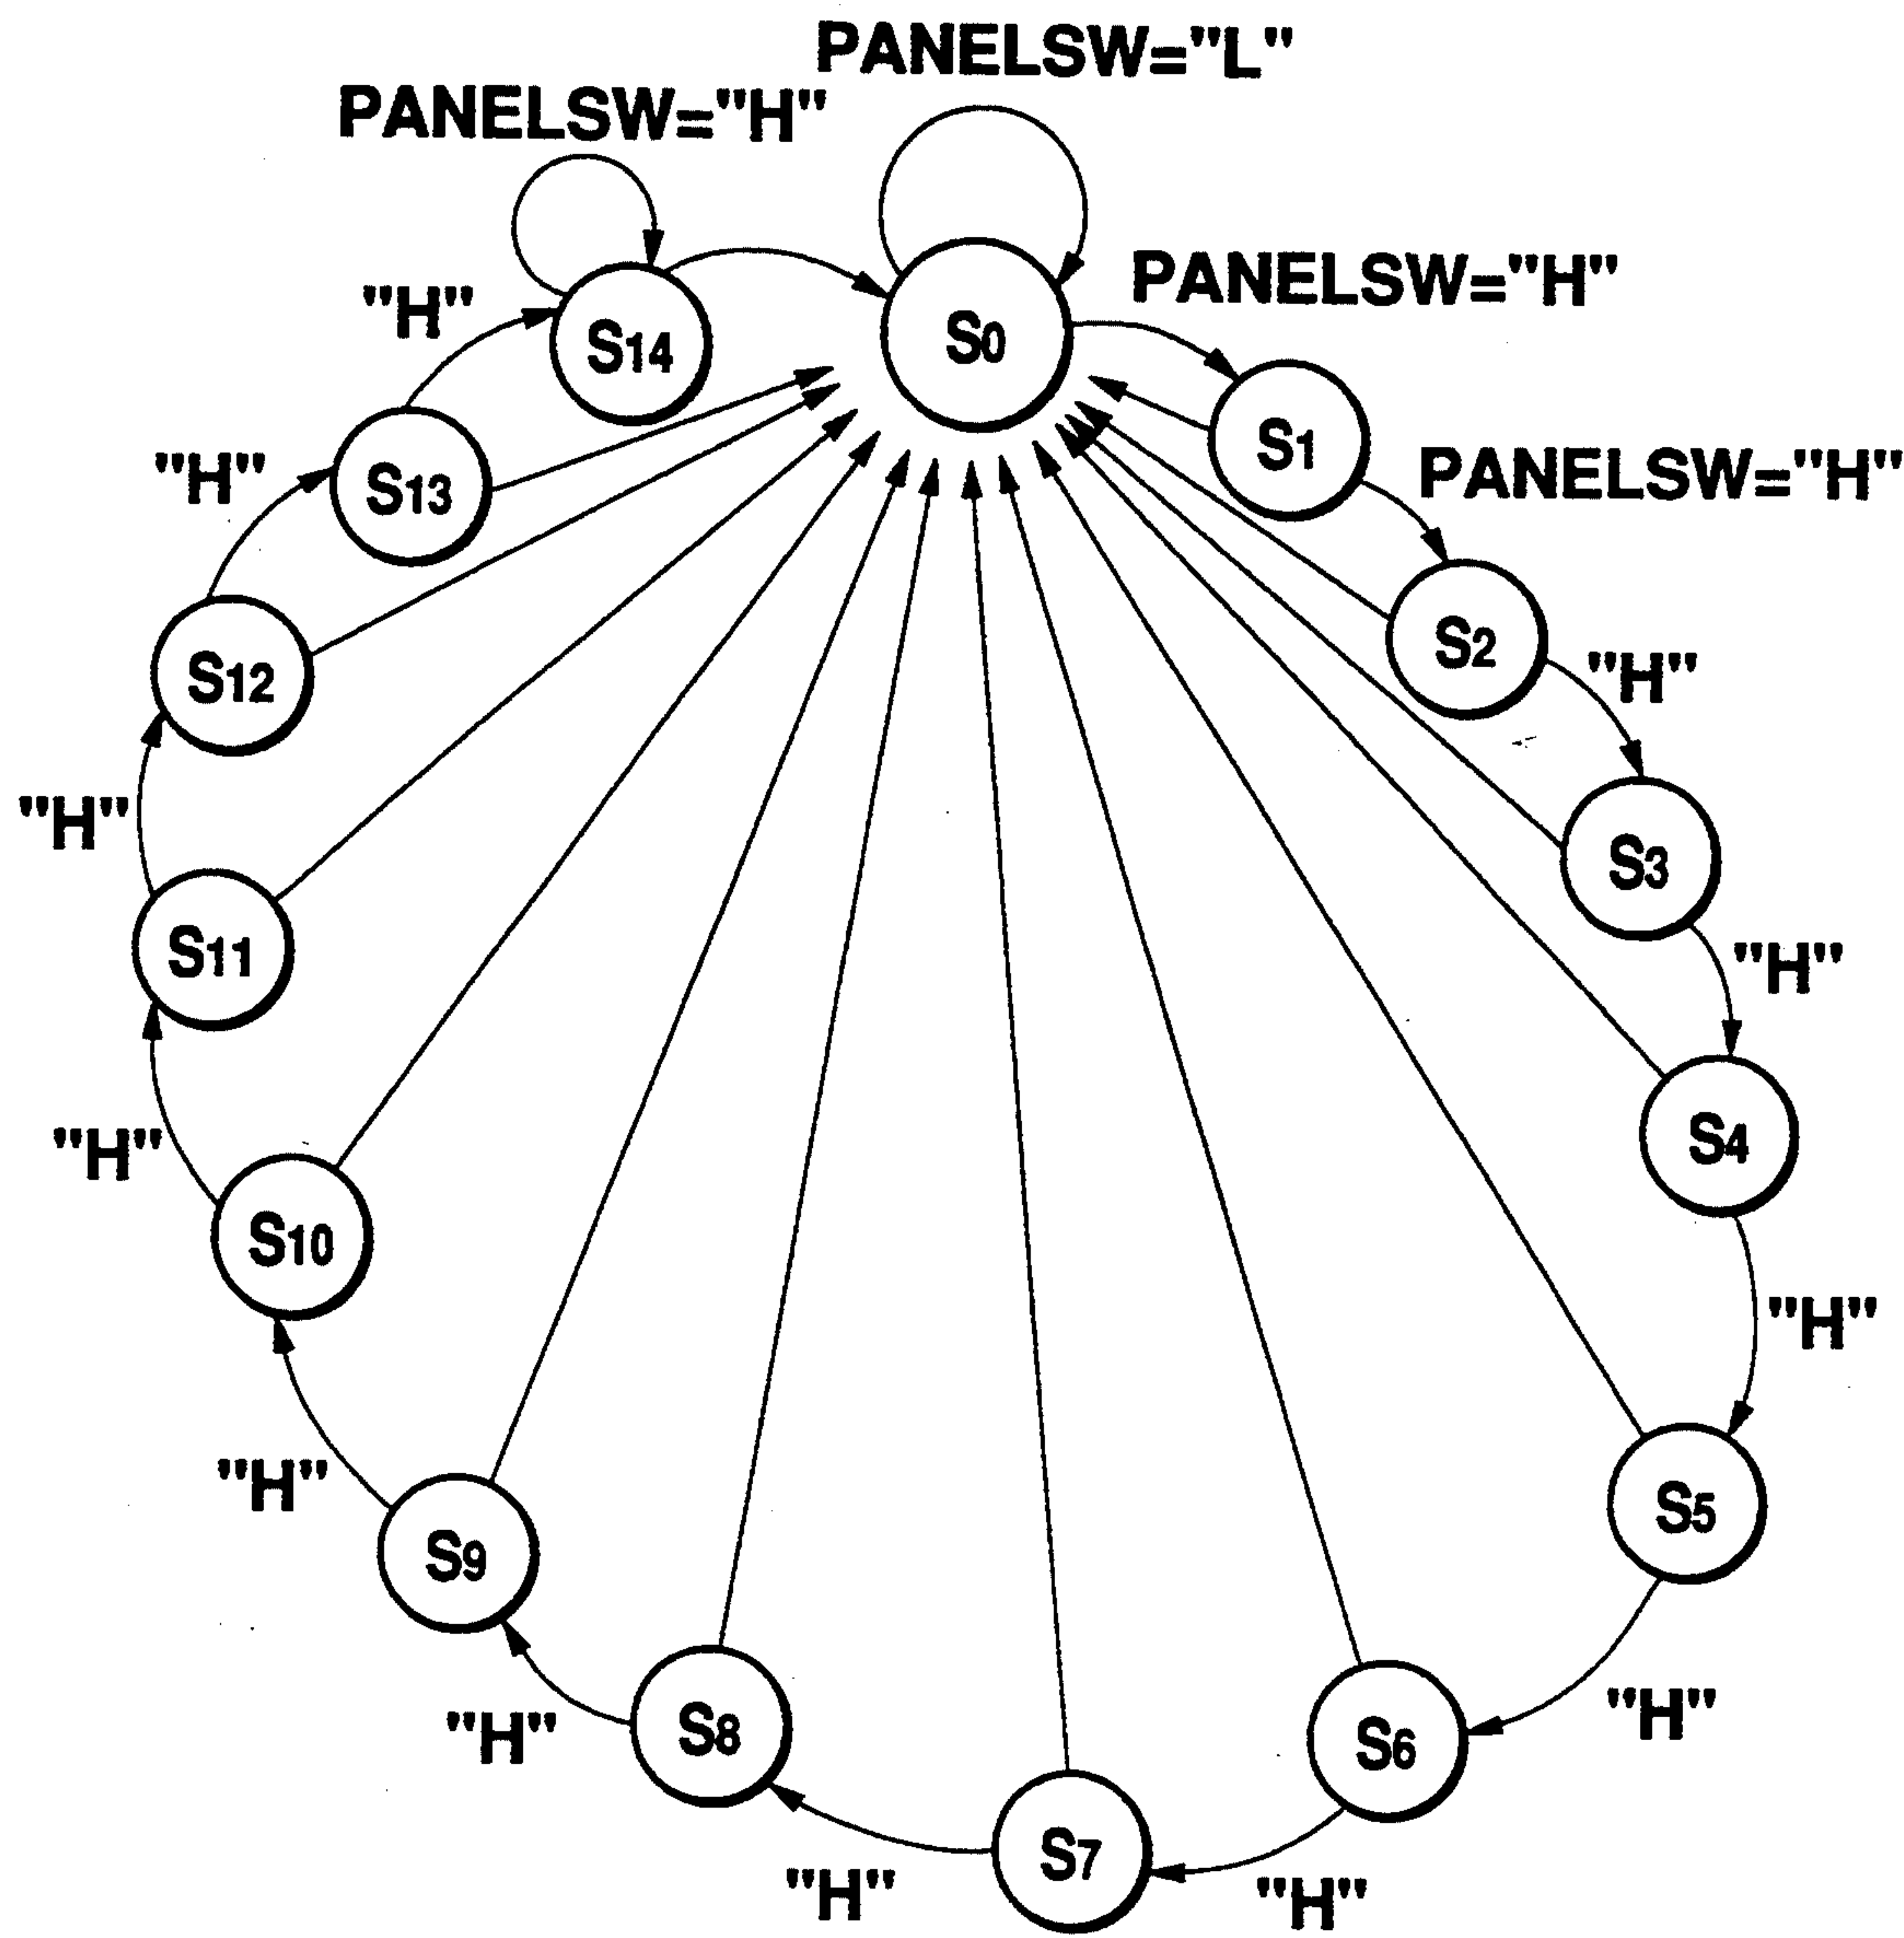 PANELSW="L"
PANELSW="H"
PANELSW="H"
"H"
S14
S0
S1
PANELSW="H"
"H"
S13
S2
"H"
S12
"H"
S3
"H"
S11
"H"
S4
"H"
S10
"H"
S5
"H"
S9
"H"
S8
"H"
S6
S7
"H"
"H"